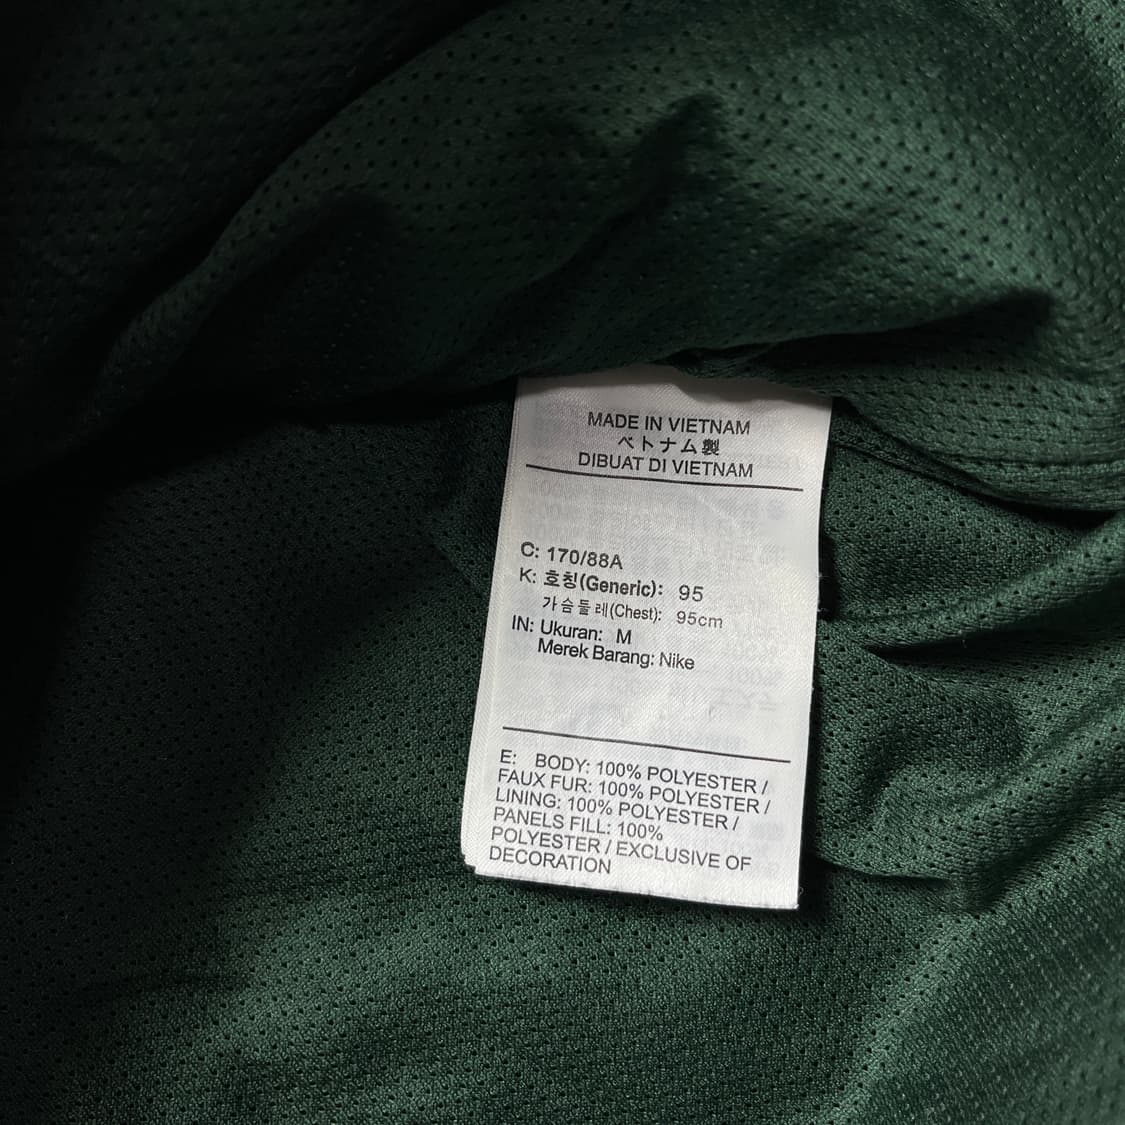 MADE IN VIETNAM
ベトナム製
DIBUAT DI VIETNAM
C: 170/88A
K: 호칭(Generic): 95
가슴둘레(Chest): 95cm
IN: Ukuran: M
Merek Barang: Nike
E: BODY: 100% POLYESTER /
FAUX FUR: 100% POLYESTER /
LINING: 100% POLYESTER /
PANELS FILL: 100%
POLYESTER / EXCLUSIVE OF
DECORATION